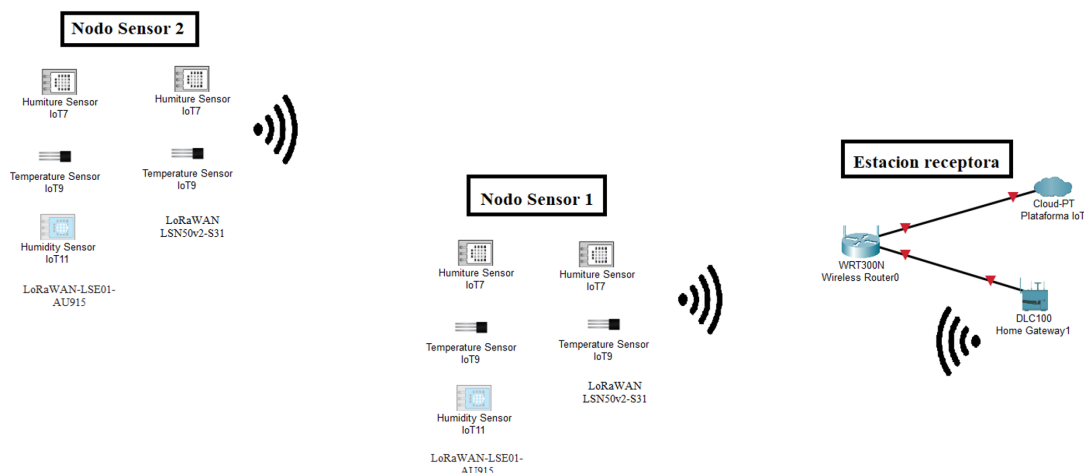 Nodo Sensor 2
Humiture Sensor
IoT7
Humiture Sensor
IoT7
Temperature Sensor
IoT9
Temperature Sensor
IoT9
Humidity Sensor
IoT11
LoRaWAN
LSN50v2-S31
LoRaWAN-LSE01-
AU915
Nodo Sensor 1
Humiture Sensor
IoT7
Humiture Sensor
IoT7
Temperature Sensor
IoT9
Temperature Sensor
IoT9
Humidity Sensor
IoT11
LoRaWAN
LSN50v2-S31
LoRaWAN-LSE01-
AU915
Estacion receptora
Cloud-PT
Plataforma IoT
WRT300N
Wireless Router0
DLC100
Home Gateway1